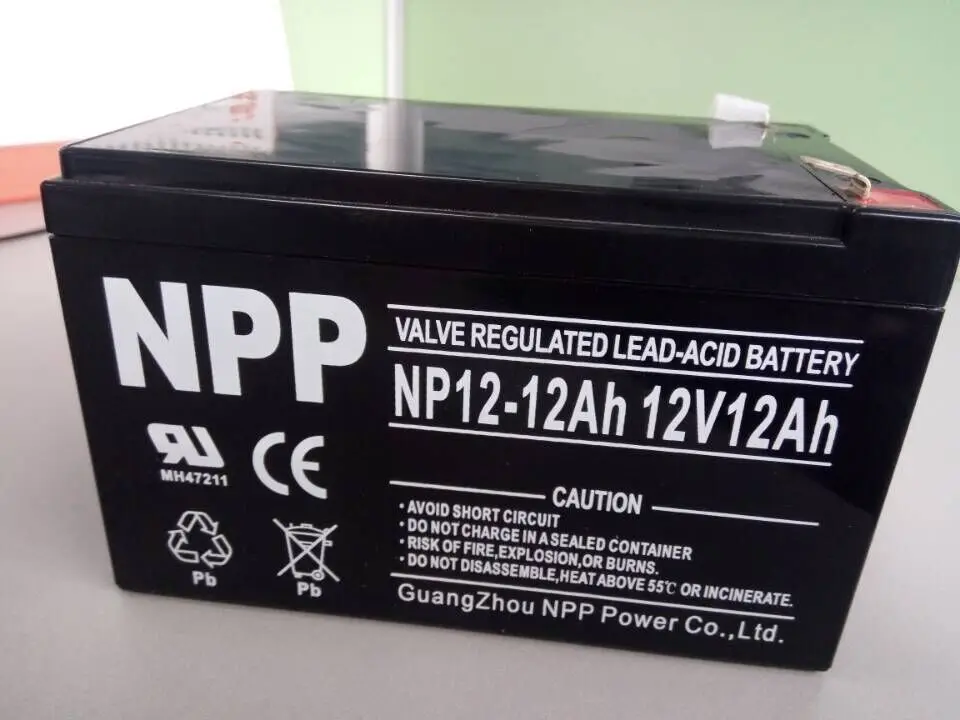 NPP
VALVE REGULATED LEAD-ACID BATTERY
NP12-12Ah 12V12Ah
MH47211
CE
Pb
Pb
CAUTION
• AVOID SHORT CIRCUIT
• DO NOT CHARGE IN A SEALED CONTAINER
• RISK OF FIRE,EXPLOSION,OR BURNS.
• DO NOT DISASSEMBLE,HEAT ABOVE 55℃ OR INCINERATE.
GuangZhou NPP Power Co.,Ltd.